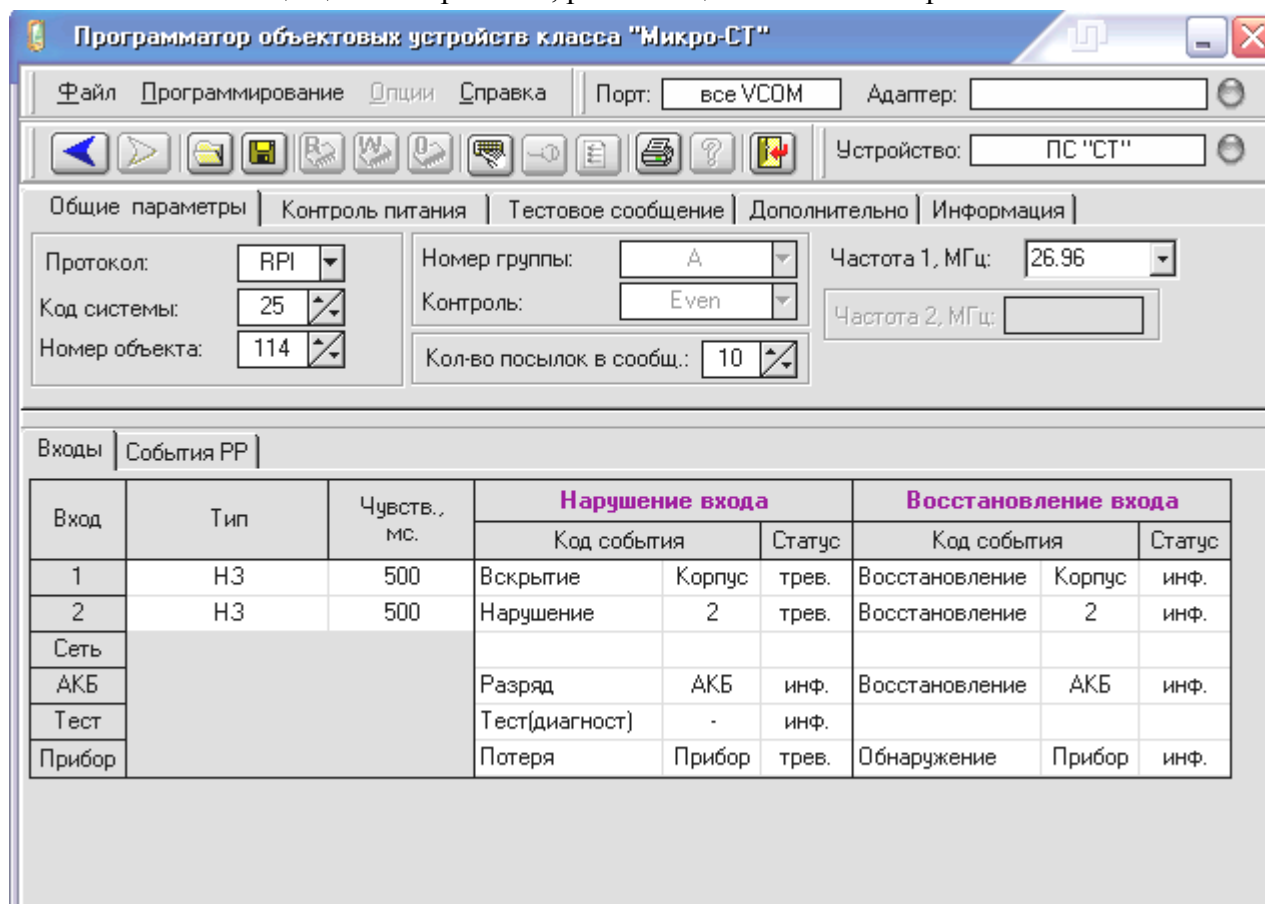 Программатор объектовых устройств класса "Микро-СТ"
Файл Программирование Опции Справка Порт: все VCOM Адаптер:
Устройство: ПС "СТ"
Общие параметры Контроль питания Тестовое сообщение Дополнительно Информация
Протокол: RPI Номер группы: A Частота 1, МГц: 26.96
Код системы: 25 Контроль: Even Частота 2, МГц:
Номер объекта: 114 Кол-во посылок в сообщ.: 10
Входы События РР
Вход Тип Чувств., мс. Нарушение входа Восстановление входа
Код события Статус Код события Статус
1 НЗ 500 Вскрытие Корпус трев. Восстановление Корпус инф.
2 НЗ 500 Нарушение 2 трев. Восстановление 2 инф.
Сеть
АКБ Разряд АКБ инф. Восстановление АКБ инф.
Тест Тест(диагност) - инф.
Прибор Потеря Прибор трев. Обнаружение Прибор инф.